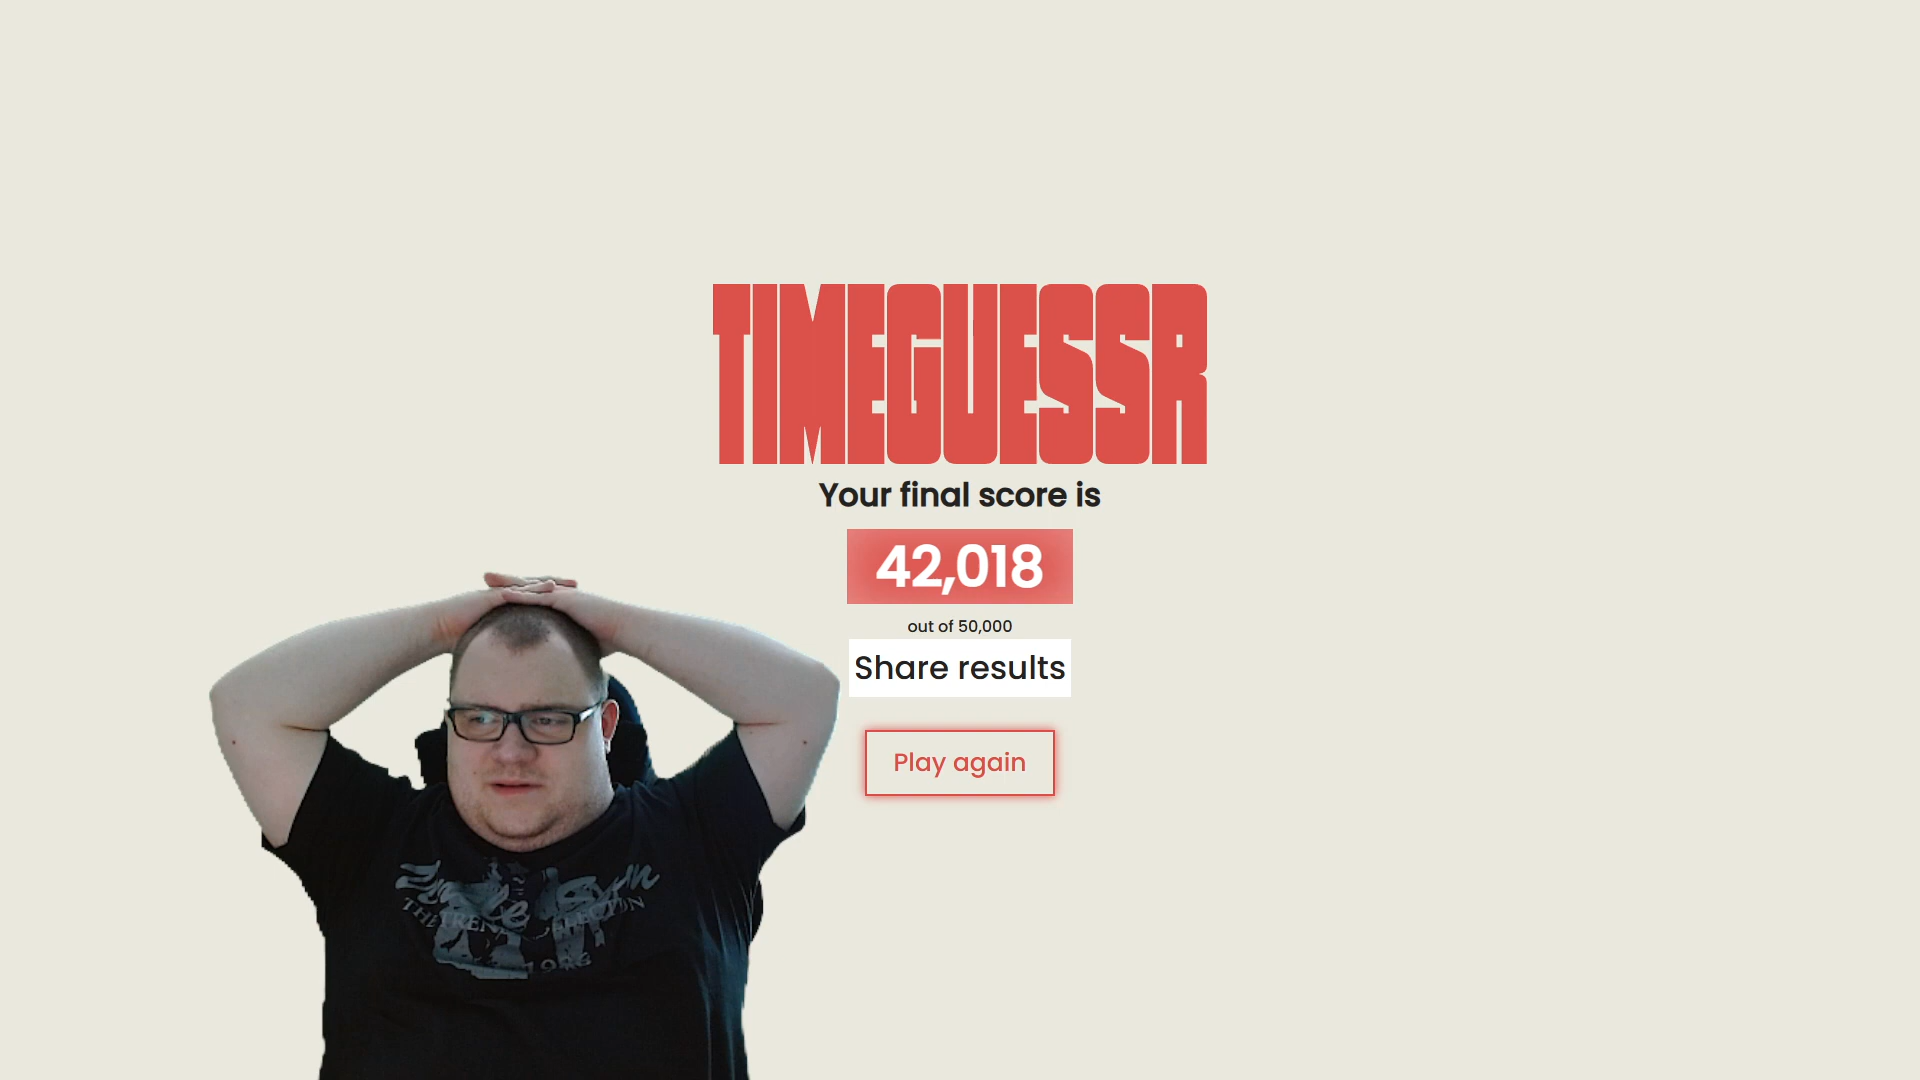 TIMEGUESSR
Your final score is
42,018
out of 50,000
Share results
Play again